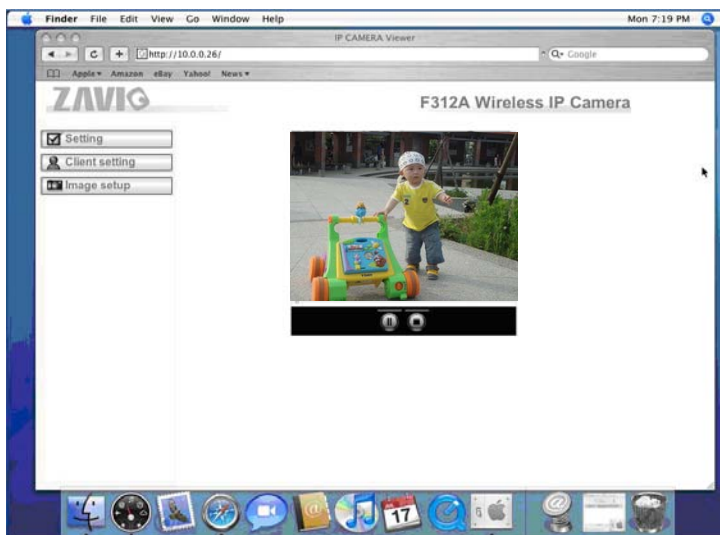 Finder File Edit View Go Window Help Mon 7:19 PM
IP CAMERA Viewer
http://10.0.0.26/ Google
Apple Amazon eBay Yahoo! News
ZAVIO
F312A Wireless IP Camera
Setting
Client setting
Image setup
17